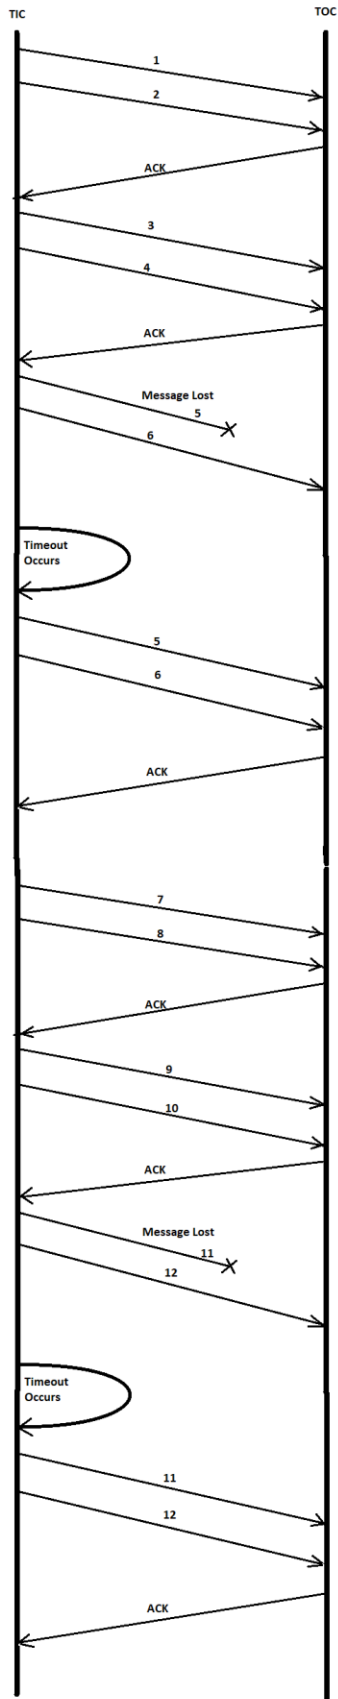 TIC
TOC
1
2
ACK
3
4
ACK
Message Lost
5
6
Timeout
Occurs
5
6
ACK
7
8
ACK
9
10
ACK
Message Lost
11
12
Timeout
Occurs
11
12
ACK